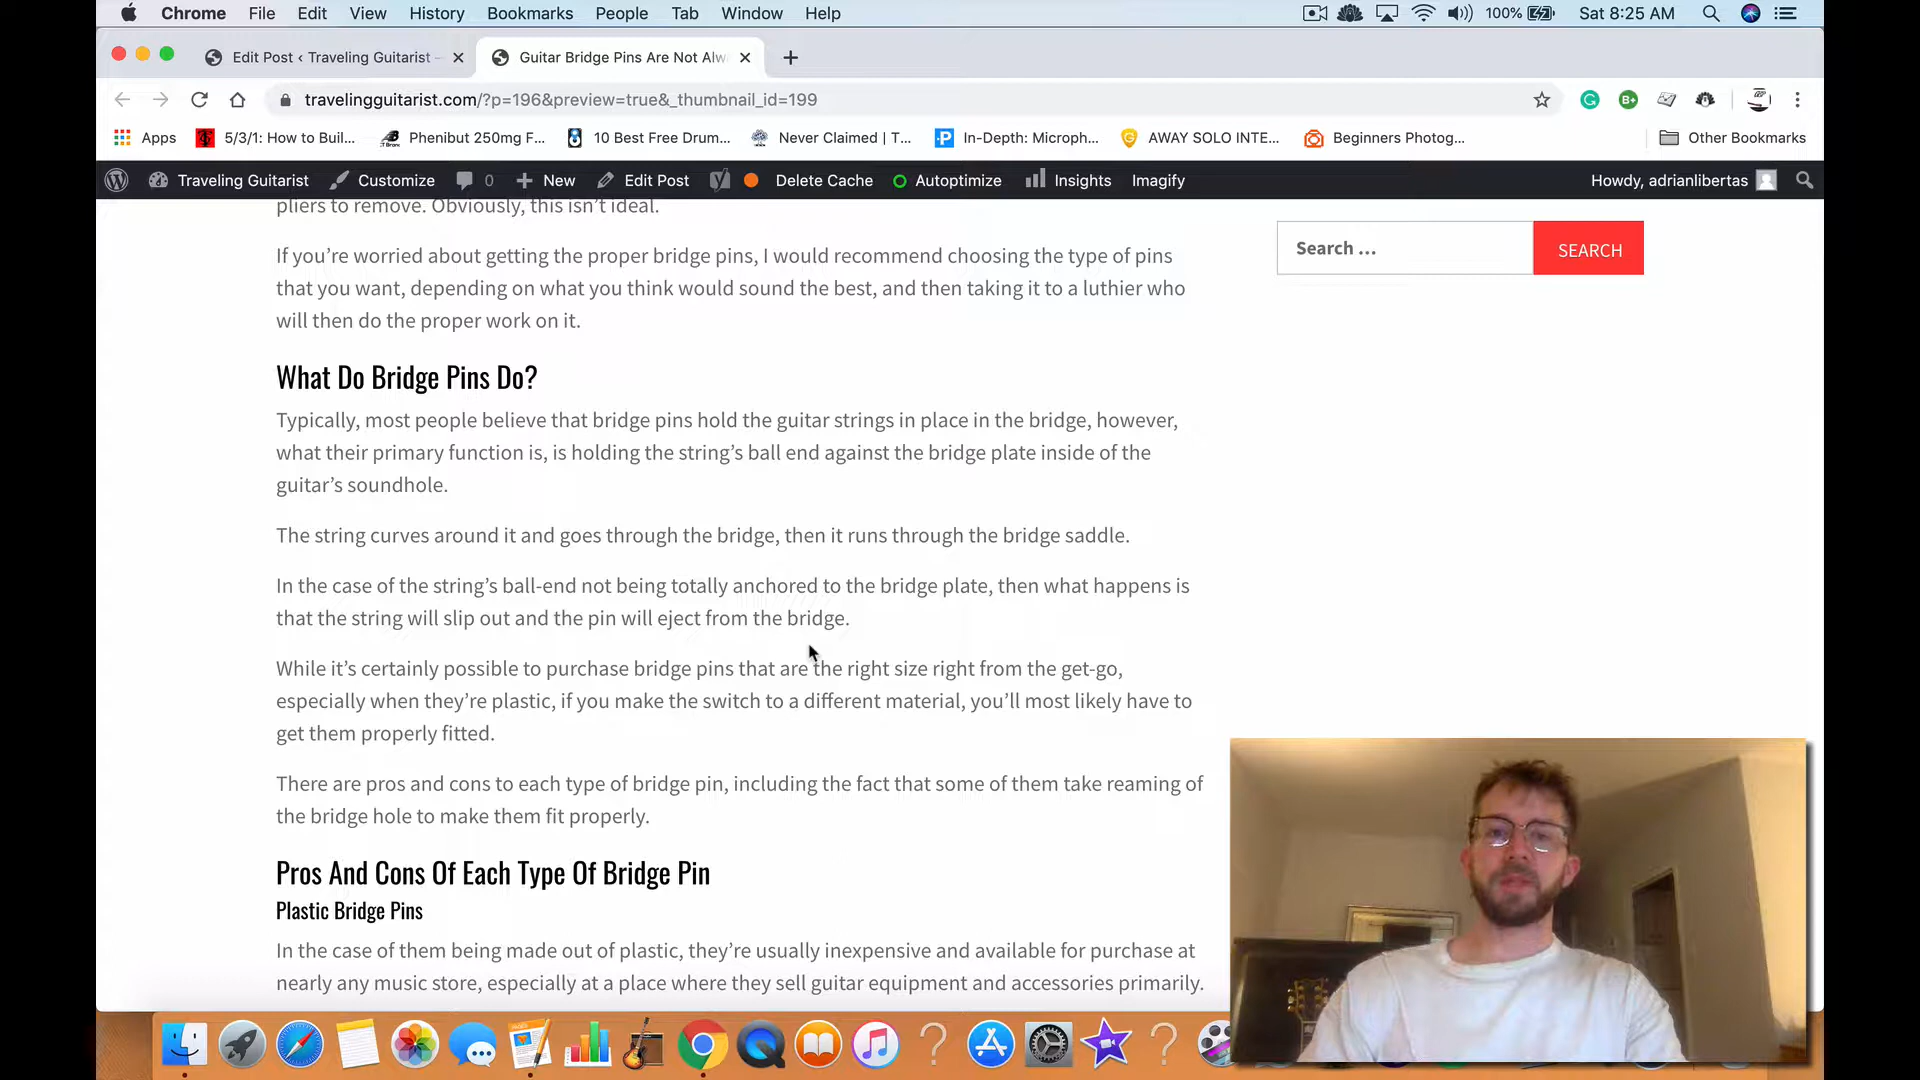 Chrome File Edit View History Bookmarks People Tab Window Help 100% Sat 8:25 AM
Edit Post ‹ Traveling Guitarist - Guitar Bridge Pins Are Not Alw
travelingguitarist.com/?p=196&preview=true&_thumbnail_id=199
Apps 5/3/1: How to Buil... Phenibut 250mg F... 10 Best Free Drum... Never Claimed | T... In-Depth: Microph... AWAY SOLO INTE... Beginners Photog... Other Bookmarks
Traveling Guitarist Customize 0 New Edit Post Delete Cache Autoptimize Insights Imagify Howdy, adrianlibertas
pliers to remove. Obviously, this isn't ideal.
Search ... SEARCH
If you're worried about getting the proper bridge pins, I would recommend choosing the type of pins
that you want, depending on what you think would sound the best, and then taking it to a luthier who
will then do the proper work on it.
What Do Bridge Pins Do?
Typically, most people believe that bridge pins hold the guitar strings in place in the bridge, however,
what their primary function is, is holding the string's ball end against the bridge plate inside of the
guitar's soundhole.
The string curves around it and goes through the bridge, then it runs through the bridge saddle.
In the case of the string's ball-end not being totally anchored to the bridge plate, then what happens is
that the string will slip out and the pin will eject from the bridge.
While it's certainly possible to purchase bridge pins that are the right size right from the get-go,
especially when they're plastic, if you make the switch to a different material, you'll most likely have to
get them properly fitted.
There are pros and cons to each type of bridge pin, including the fact that some of them take reaming of
the bridge hole to make them fit properly.
Pros And Cons Of Each Type Of Bridge Pin
Plastic Bridge Pins
In the case of them being made out of plastic, they're usually inexpensive and available for purchase at
nearly any music store, especially at a place where they sell guitar equipment and accessories primarily.